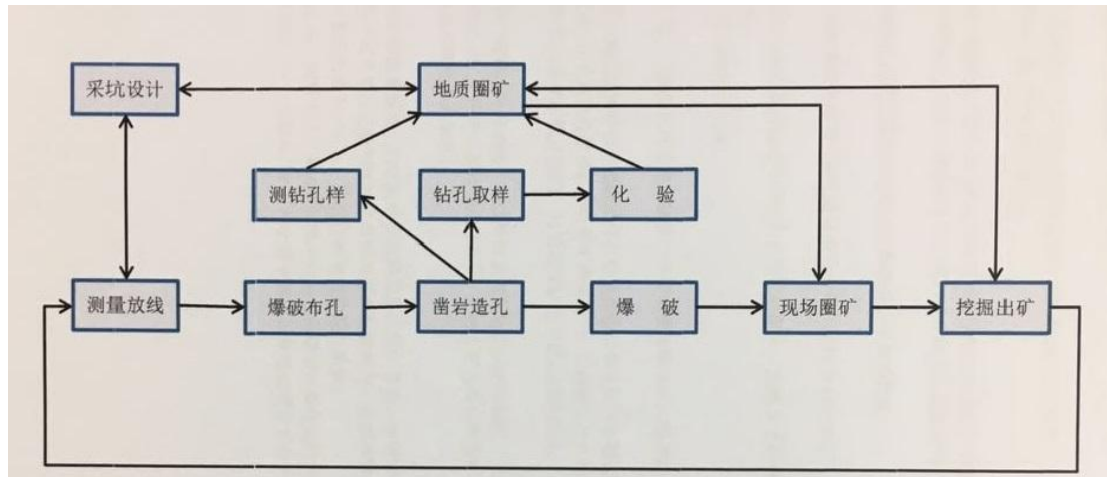 采坑设计
地质圈矿
测钻孔样
钻孔取样
化 验
测量放线
爆破布孔
凿岩造孔
爆 破
现场圈矿
挖掘出矿